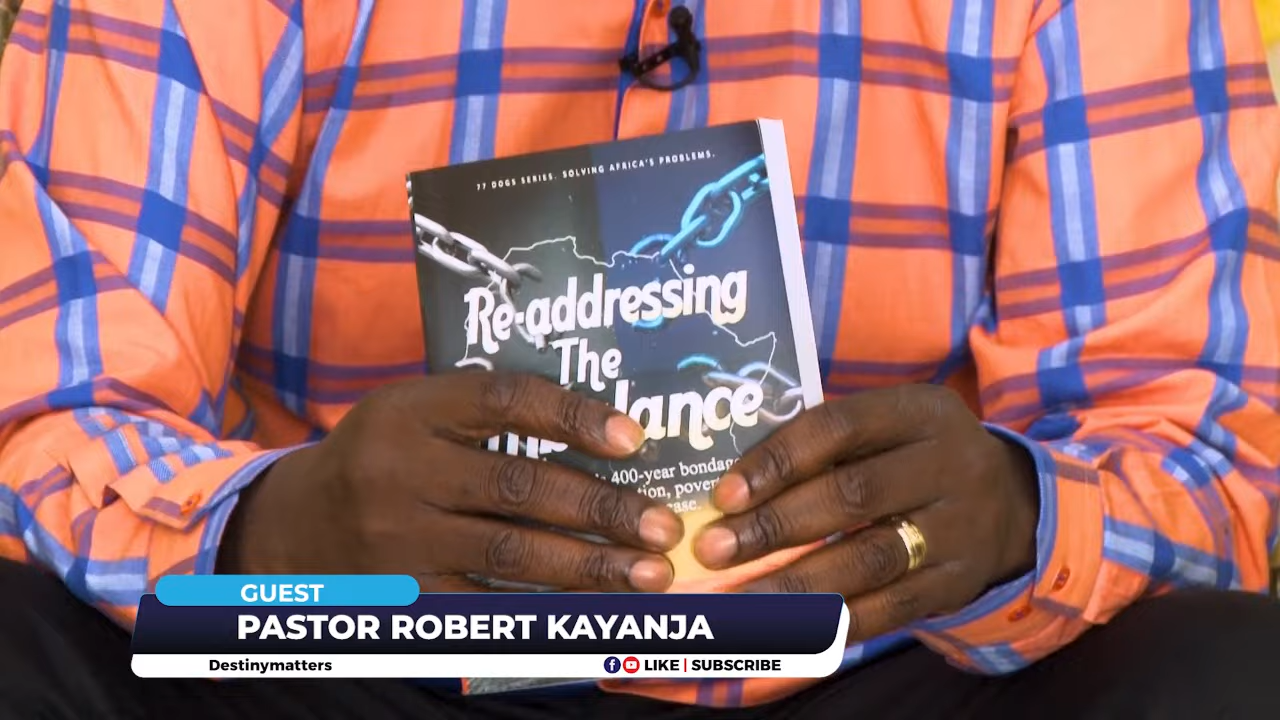 77 DOGS SERIES. SOLVING AFRICA'S PROBLEMS.
Re-addressing
The
400-year bondage
ease.
GUEST
PASTOR ROBERT KAYANJA
Destinymatters
LIKE | SUBSCRIBE